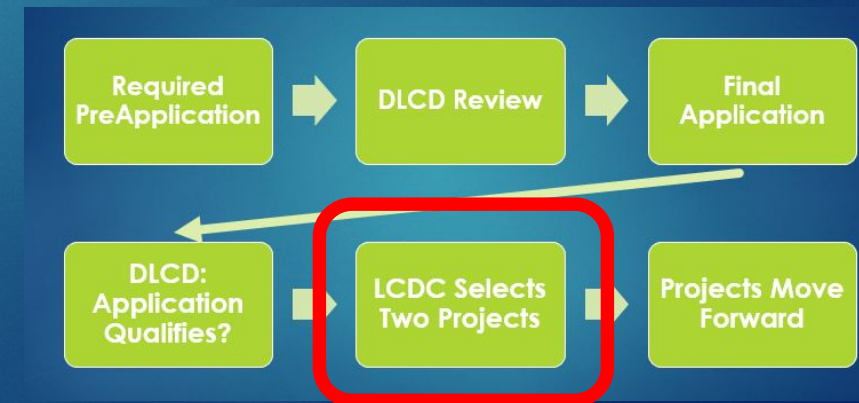 Required
PreApplication
DLCD Review
Final
Application
DLCD:
Application
Qualifies?
LCDC Selects
Two Projects
Projects Move
Forward